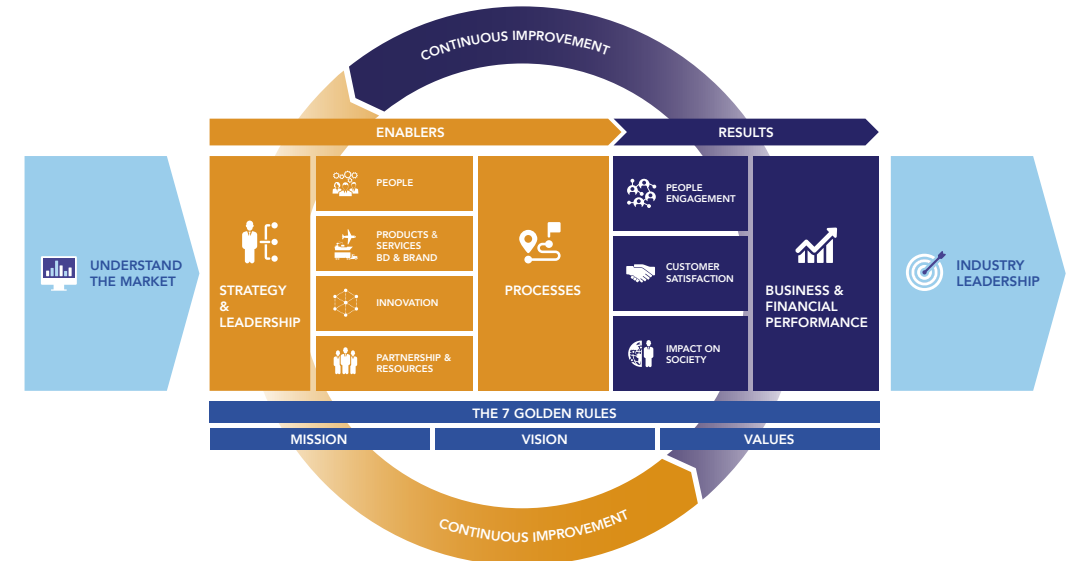 CONTINUOUS IMPROVEMENT
ENABLERS
RESULTS
UNDERSTAND
THE MARKET
STRATEGY
&
LEADERSHIP
PEOPLE
PRODUCTS &
SERVICES
BD & BRAND
INNOVATION
PARTNERSHIP &
RESOURCES
PROCESSES
PEOPLE
ENGAGEMENT
CUSTOMER
SATISFACTION
IMPACT ON
SOCIETY
BUSINESS &
FINANCIAL
PERFORMANCE
INDUSTRY
LEADERSHIP
THE 7 GOLDEN RULES
MISSION
VISION
VALUES
CONTINUOUS IMPROVEMENT